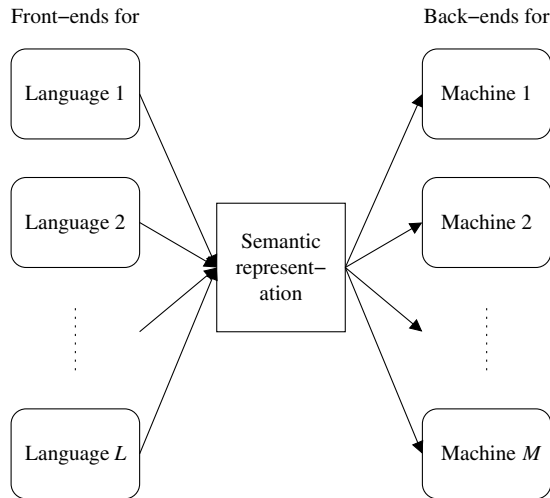 Front−ends for
Back−ends for
Language 1
Machine 1
Language 2
Machine 2
Semantic
represent−
ation
Language L
Machine M